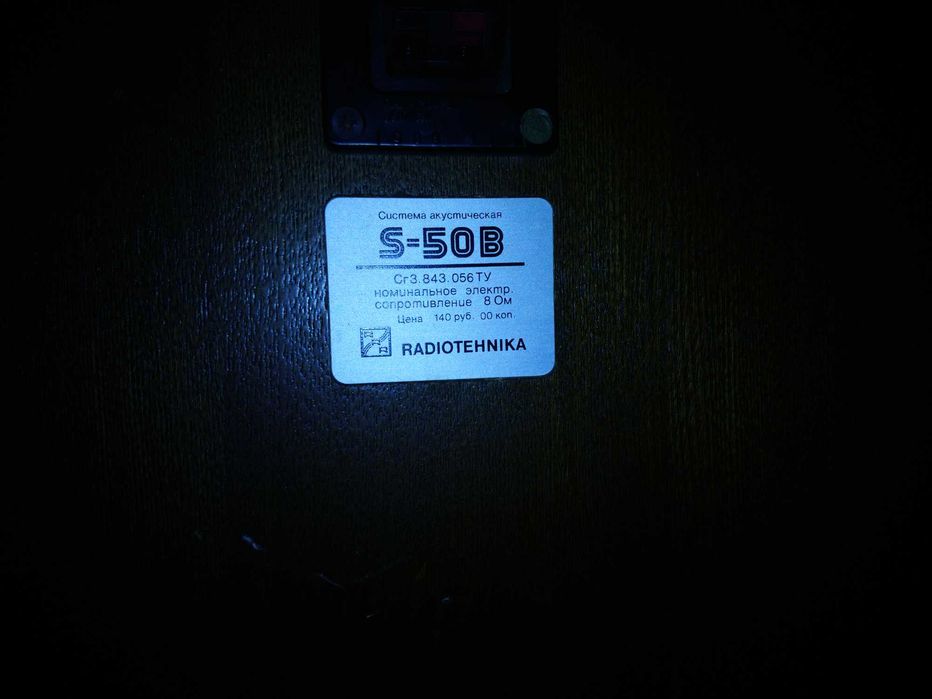 Система акустическая
S-50B
Сг3.843.056ТУ
номинальное электр.
сопротивление 8 Ом
Цена 140 руб. 00 коп.
RADIOTEHNIKA